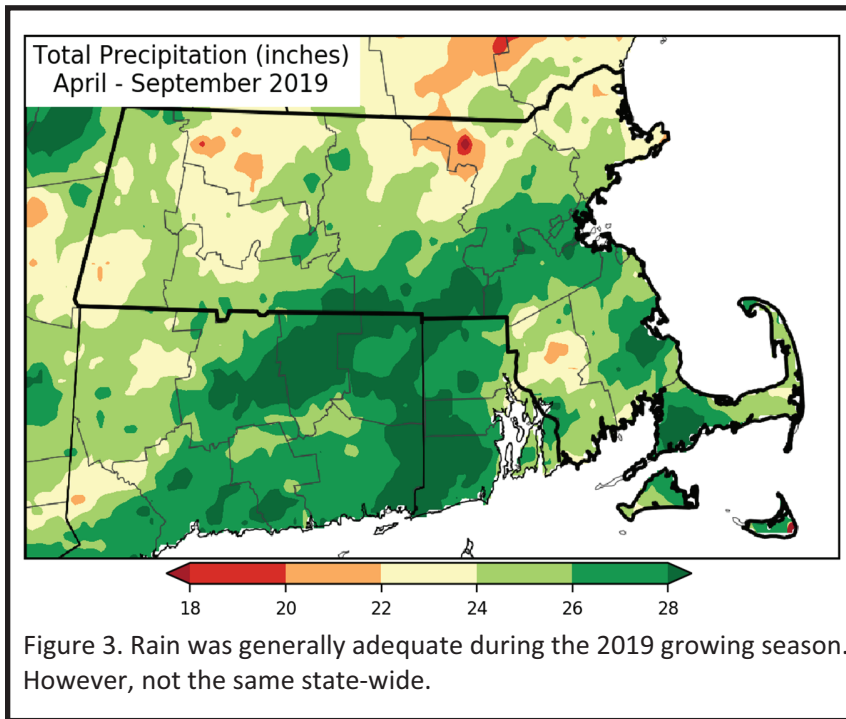 Total Precipitation (inches)
April - September 2019
18 20 22 24 26 28
Figure 3. Rain was generally adequate during the 2019 growing season.
However, not the same state-wide.